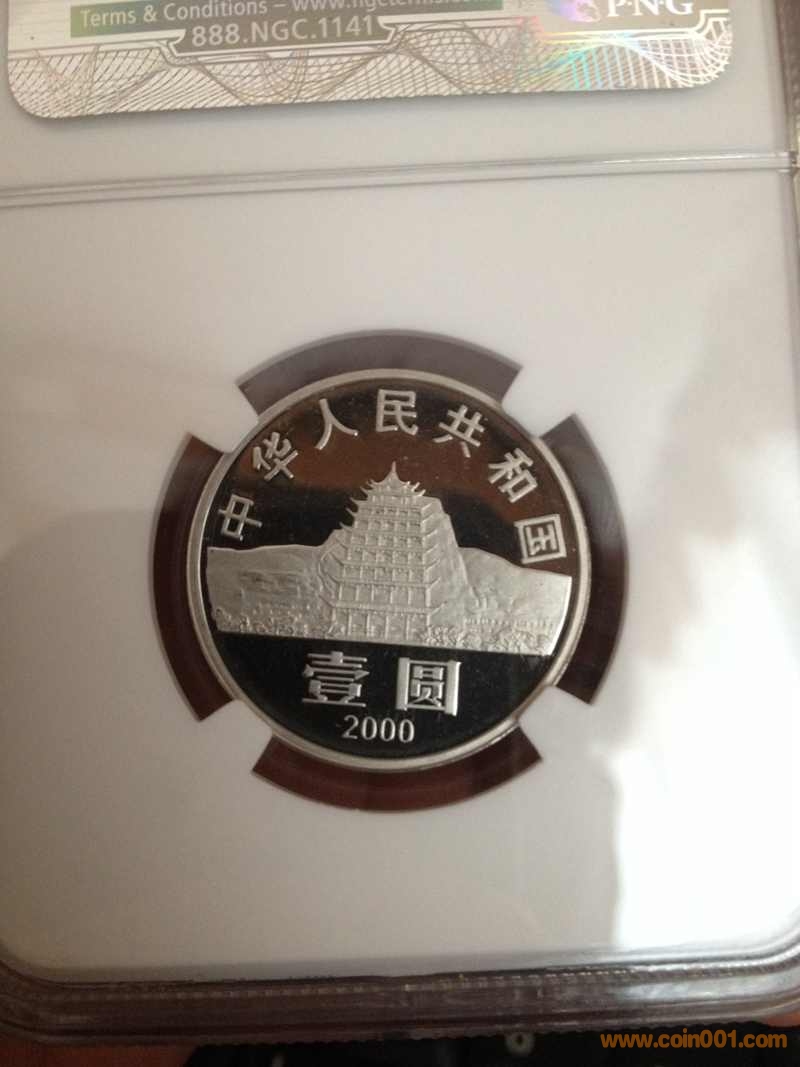 Terms & Conditions – www.ngcterms.com
P·N·G
888.NGC.1141
中华人民共和国
壹圆
2000
www.coin001.com